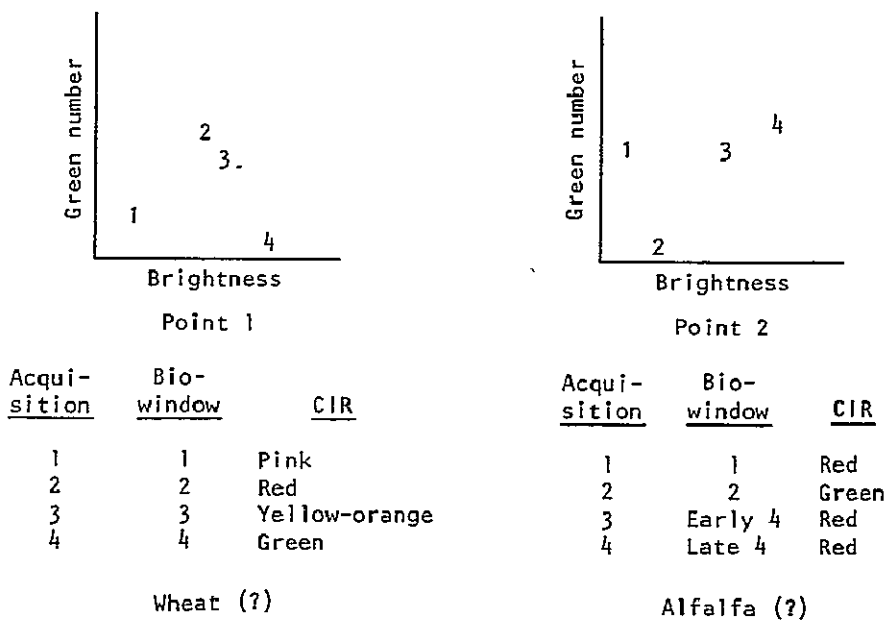 Green number
1
2
3
4
Brightness
Point 1
Acqui-
sition
Bio-
window
CIR
1 1 Pink
2 2 Red
3 3 Yellow-orange
4 4 Green
Wheat (?)
Green number
1
2
3
4
Brightness
Point 2
Acqui-
sition
Bio-
window
CIR
1 1 Red
2 2 Green
3 Early 4 Red
4 Late 4 Red
Alfalfa (?)